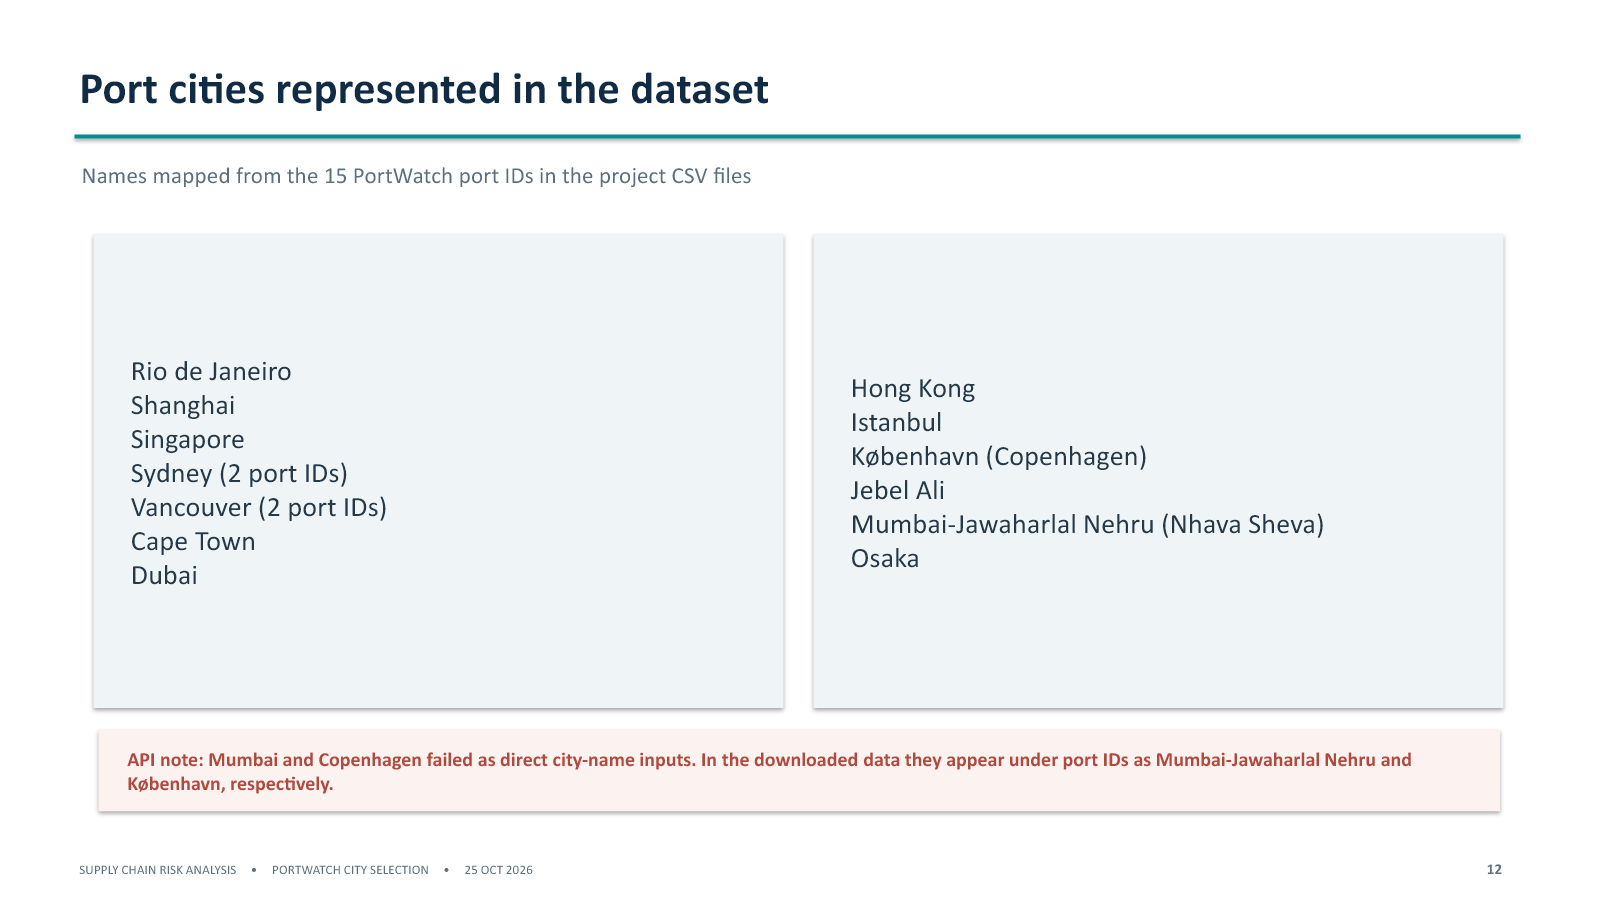 Port cities represented in the dataset
Names mapped from the 15 PortWatch port IDs in the project CSV files
Rio de Janeiro
Shanghai
Singapore
Sydney (2 port IDs)
Vancouver (2 port IDs)
Cape Town
Dubai
Hong Kong
Istanbul
København (Copenhagen)
Jebel Ali
Mumbai-Jawaharlal Nehru (Nhava Sheva)
Osaka
API note: Mumbai and Copenhagen failed as direct city-name inputs. In the downloaded data they appear under port IDs as Mumbai-Jawaharlal Nehru and
København, respectively.
SUPPLY CHAIN RISK ANALYSIS • PORTWATCH CITY SELECTION • 25 OCT 2026
12